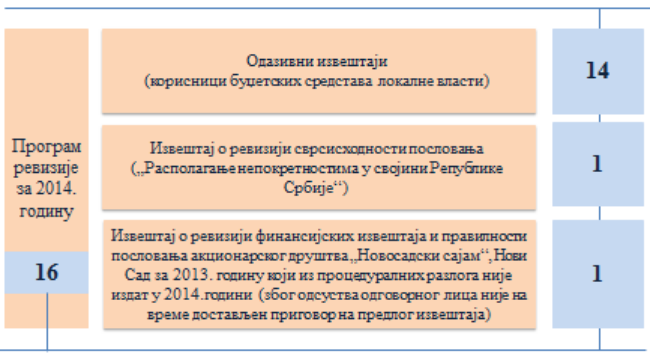 Програм
ревизије
за 2014.
годину
16
Одазивни извештаји
(корисници буџетских средстава локалне власти)
14
Извештај о ревизији сврсисходности пословања
(„Располагање непокретностима у својини Републике
Србије“)
1
Извештај о ревизији финансијских извештаја и правилности
пословања акционарског друштва „Новосадски сајам“, Нови
Сад за 2013. годину који из процедуралних разлога није
издат у 2014.години (због одсуства одговорног лица није на
време достављен приговор на предлог извештаја)
1